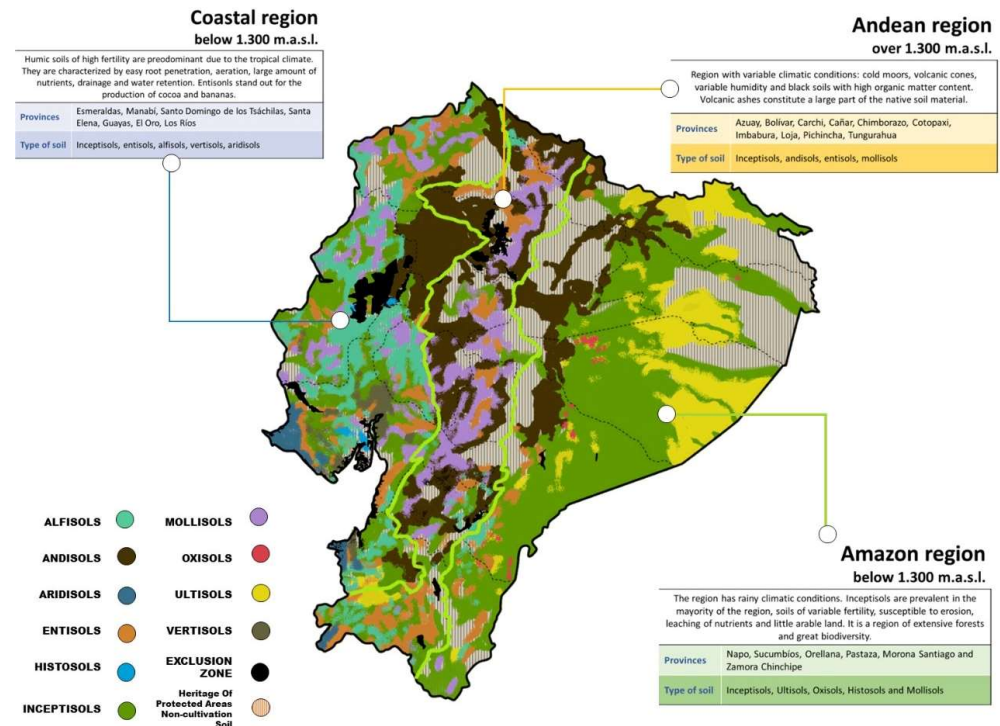 Coastal region
below 1.300 m.a.s.l.
Humic soils of high fertility are preodominant due to the tropical climate.
They are characterized by easy root penetration, aeration, large amount of
nutrients, drainage and water retention. Entisonls stand out for the
production of cocoa and bananas.
Provinces
Esmeraldas, Manabí, Santo Domingo de los Tsáchilas, Santa
Elena, Guayas, El Oro, Los Ríos
Type of soil
Inceptisols, entisols, alfisols, vertisols, aridisols
Andean region
over 1.300 m.a.s.l.
Region with variable climatic conditions: cold moors, volcanic cones,
variable humidity and black soils with high organic matter content.
Volcanic ashes constitute a large part of the native soil material.
Provinces
Azuay, Bolívar, Carchi, Cañar, Chimborazo, Cotopaxi,
Imbabura, Loja, Pichincha, Tungurahua
Type of soil
Inceptisols, andisols, entisols, mollisols
ALFISOLS
ANDISOLS
ARIDISOLS
ENTISOLS
HISTOSOLS
INCEPTISOLS
MOLLISOLS
OXISOLS
ULTISOLS
VERTISOLS
EXCLUSION
ZONE
Heritage Of
Protected Areas
Non-cultivation
Soil
Amazon region
below 1.300 m.a.s.l.
The region has rainy climatic conditions. Inceptisols are prevalent in the
mayority of the region, soils of variable fertility, susceptible to erosion,
leaching of nutrients and little arable land. It is a region of extensive forests
and great biodiversity.
Provinces
Napo, Sucumbíos, Orellana, Pastaza, Morona Santiago and
Zamora Chinchipe
Type of soil
Inceptisols, Ultisols, Oxisols, Histosols and Mollisols